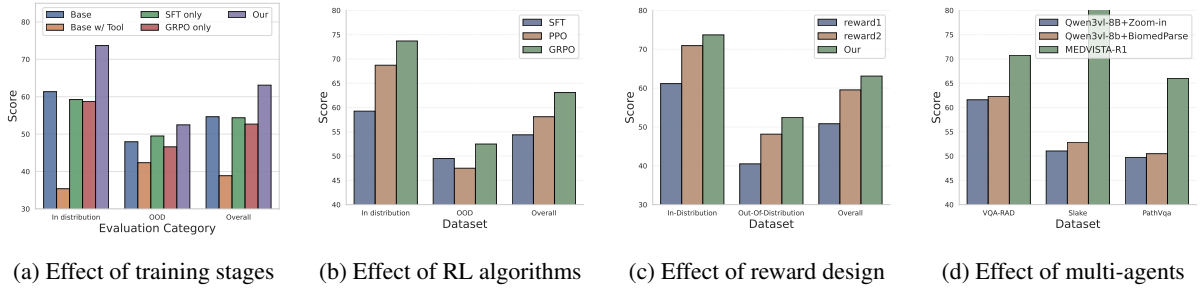 Base
Base w/ Tool
SFT only
GRPO only
Our
Score
80
70
60
50
40
30
In distribution
OOD
Overall
Evaluation Category
(a) Effect of training stages
SFT
PPO
GRPO
Score
80
75
70
65
60
55
50
45
40
In distribution
OOD
Overall
Dataset
(b) Effect of RL algorithms
reward1
reward2
Our
Score
80
70
60
50
40
30
In-Distribution
Out-Of-Distribution
Overall
Dataset
(c) Effect of reward design
Qwen3vl-8B+Zoom-in
Qwen3vl-8b+BiomedParse
MEDVISTA-R1
Score
80
75
70
65
60
55
50
45
40
VQA-RAD
Slake
PathVqa
Dataset
(d) Effect of multi-agents